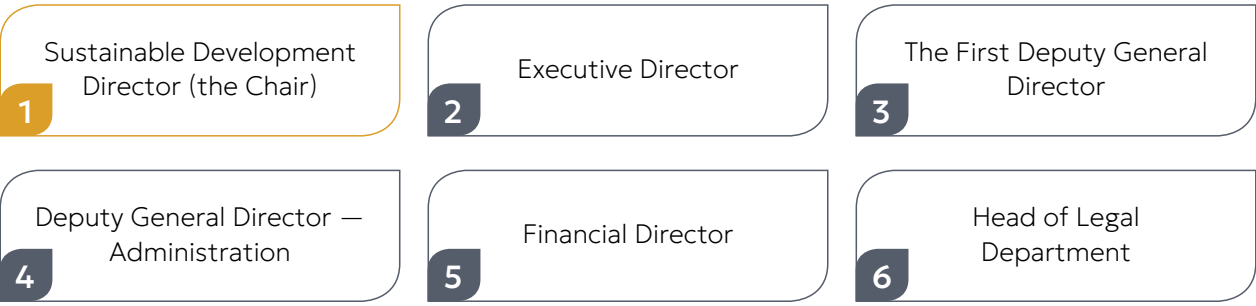 Sustainable Development
Director (the Chair)
1
Executive Director
2
The First Deputy General
Director
3
Deputy General Director —
Administration
4
Financial Director
5
Head of Legal
Department
6